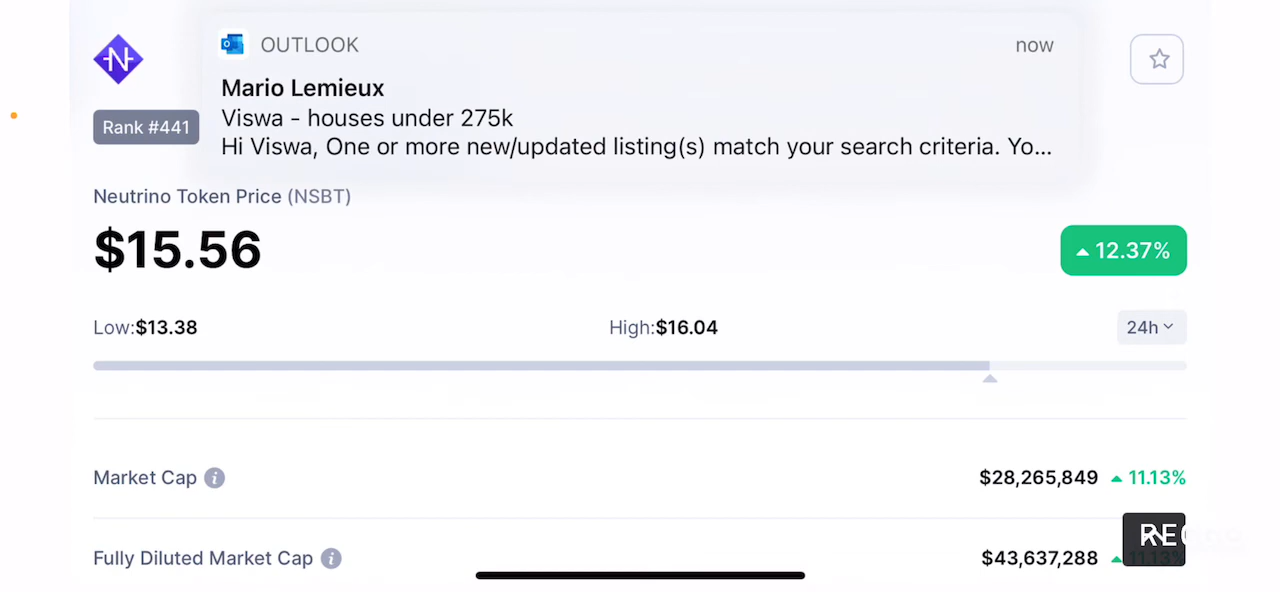 OUTLOOK
now
Mario Lemieux
Viswa - houses under 275k
Hi Viswa, One or more new/updated listing(s) match your search criteria. Yo...
Rank #441
Neutrino Token Price (NSBT)
$15.56
12.37%
Low:$13.38
High:$16.04
24h
Market Cap
$28,265,849
11.13%
Fully Diluted Market Cap
$43,637,288
11.13%